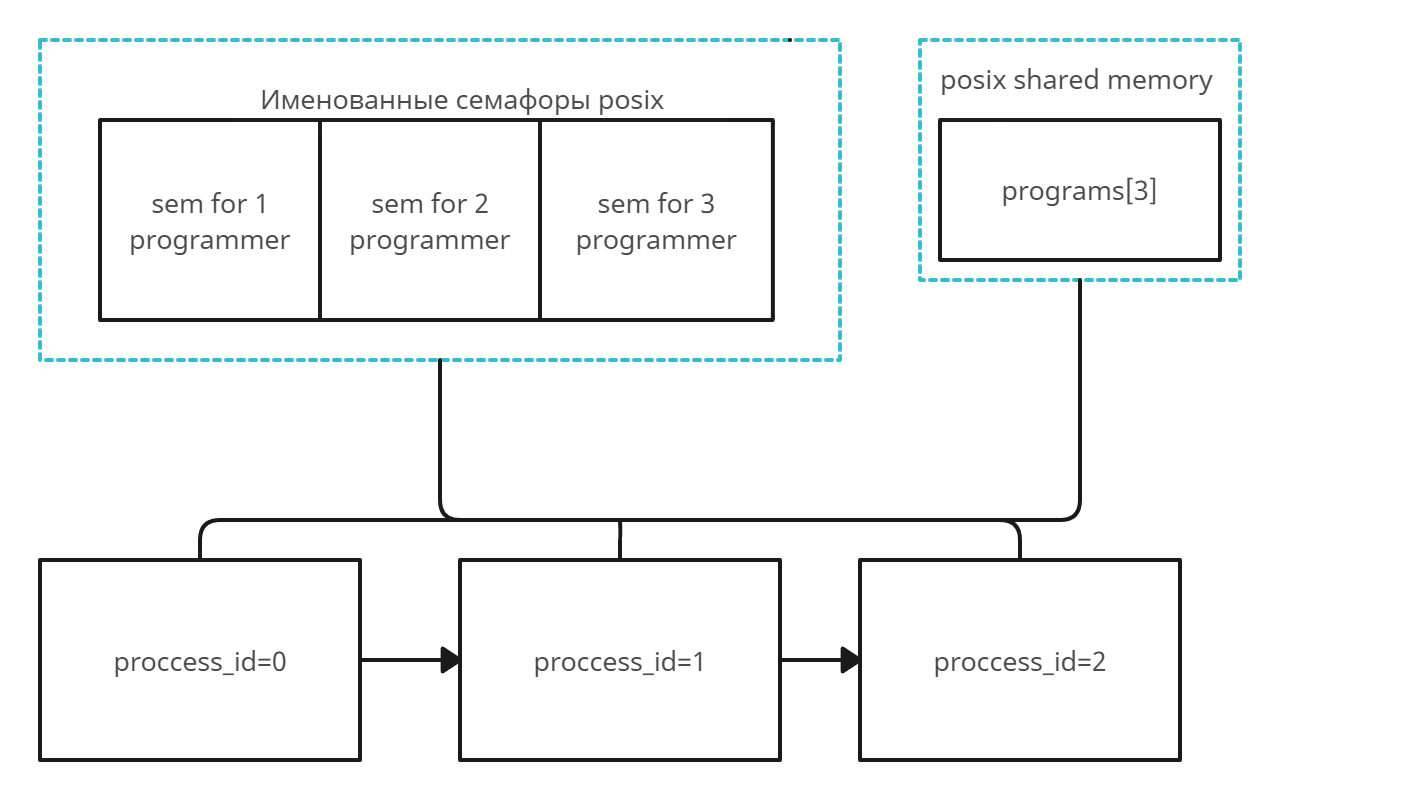 Именованные семафоры posix
sem for 1
programmer
sem for 2
programmer
sem for 3
programmer
posix shared memory
programs[3]
proccess_id=0
proccess_id=1
proccess_id=2